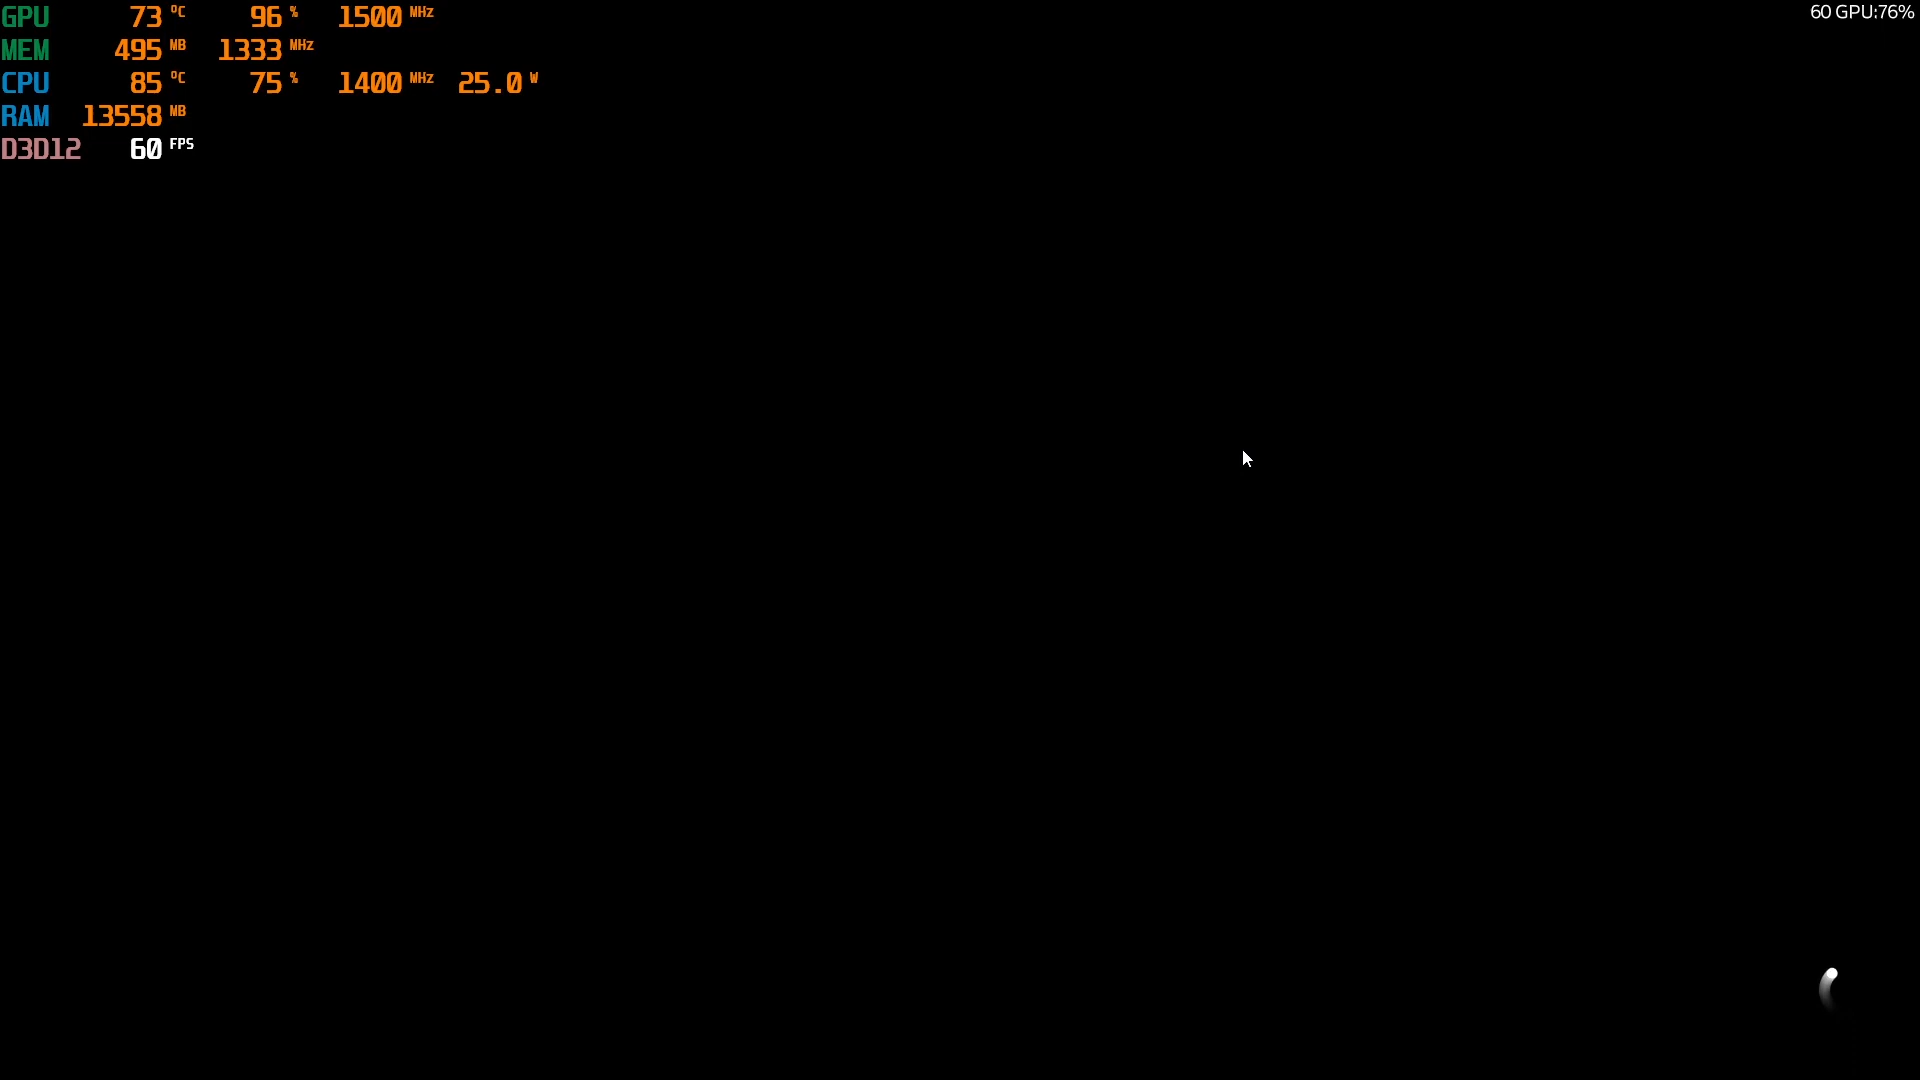 GPU 73 °C 96 % 1500 MHz
60 GPU:76%
MEM 495 MB 1333 MHz
CPU 85 °C 75 % 1400 MHz 25.0 W
RAM 13558 MB
D3D12 60 FPS